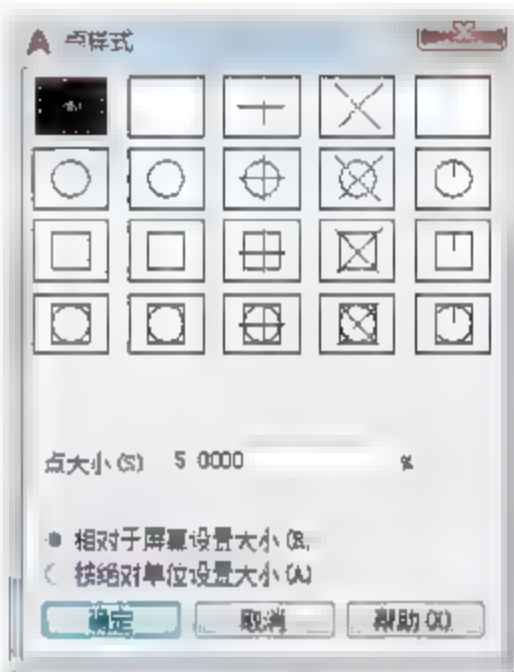 点样式
点大小(S) 5.0000 %
相对于屏幕设置大小(R)
按绝对单位设置大小(A)
确定 取消 帮助(H)